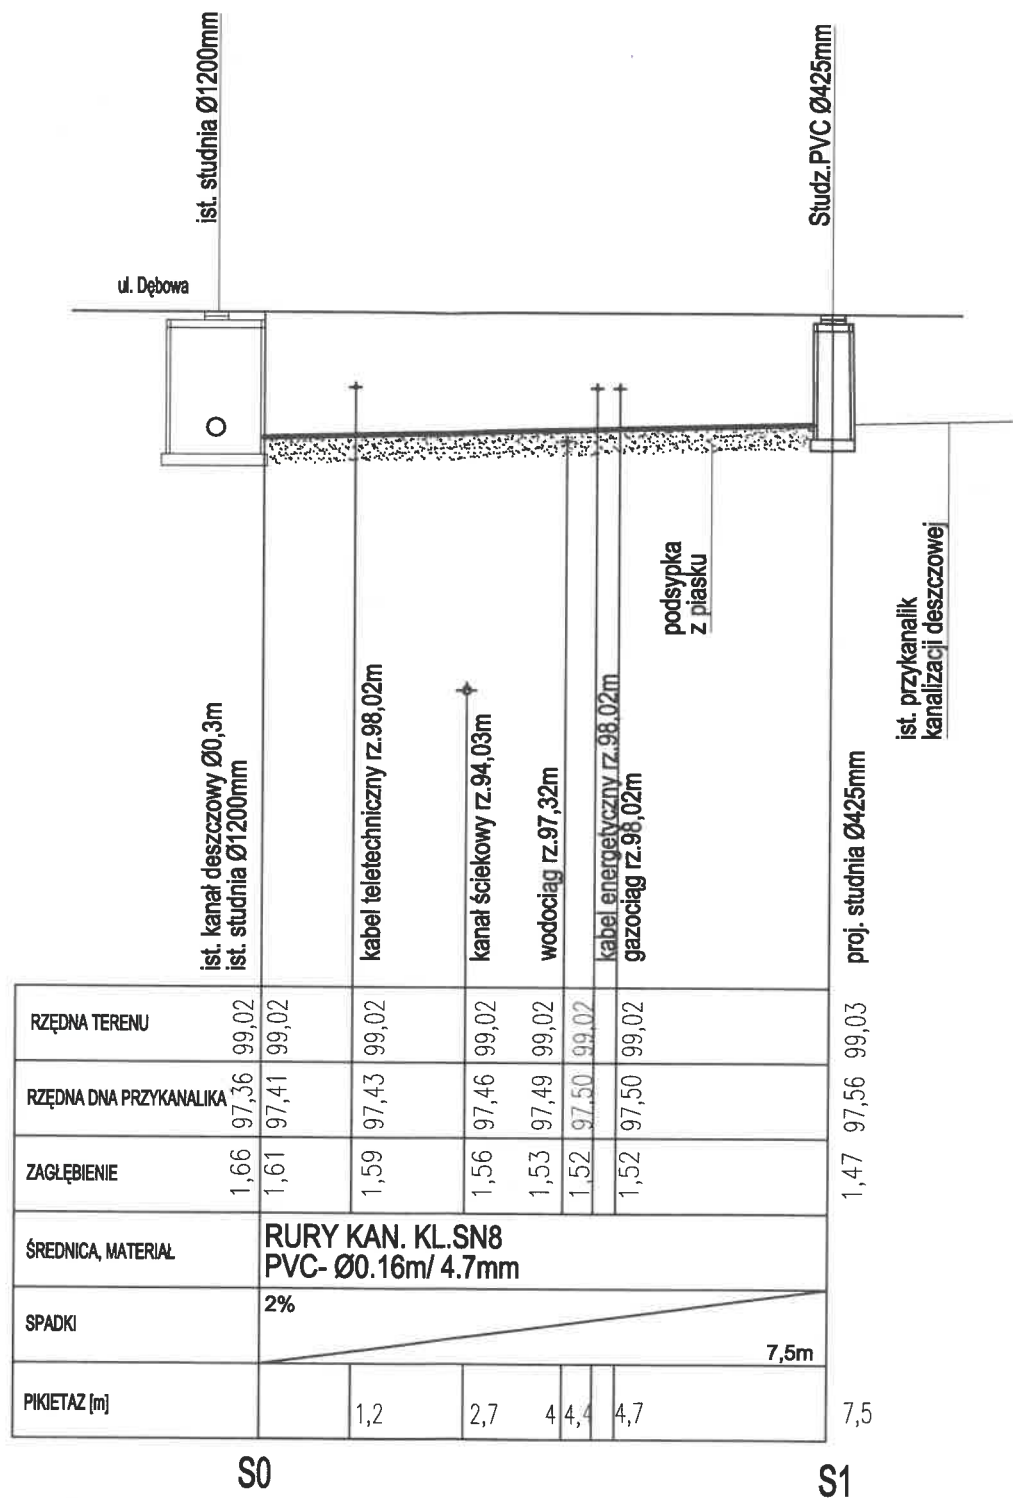 ist. studnia Ø1200mm
Studz.PVC Ø425mm
ul. Dębowa
podsypka
z piasku
ist. przykanalik
kanalizacji deszczowej
ist. kanał deszczowy Ø0,3m
ist. studnia Ø1200mm
kabel teletechniczny rz.98,02m
kanał ściekowy rz.94,03m
wodociąg rz.97,32m
kabel energetyczny rz.98,02m
gazociąg rz.98,02m
proj. studnia Ø425mm
RZĘDNA TERENU 99,02 99,02 99,02 99,02 99,02 99,02 99,02 99,03
RZĘDNA DNA PRZYKANALIKA 97,36 97,41 97,43 97,46 97,49 97,50 97,50 97,56
ZAGŁĘBIENIE 1,66 1,61 1,59 1,56 1,53 1,52 1,52 1,47
ŚREDNICA, MATERIAŁ
RURY KAN. KL.SN8
PVC- Ø0.16m/ 4.7mm
SPADKI
2%
7,5m
PIKIETAZ [m] 1,2 2,7 4 4,4 4,7 7,5
S0 S1